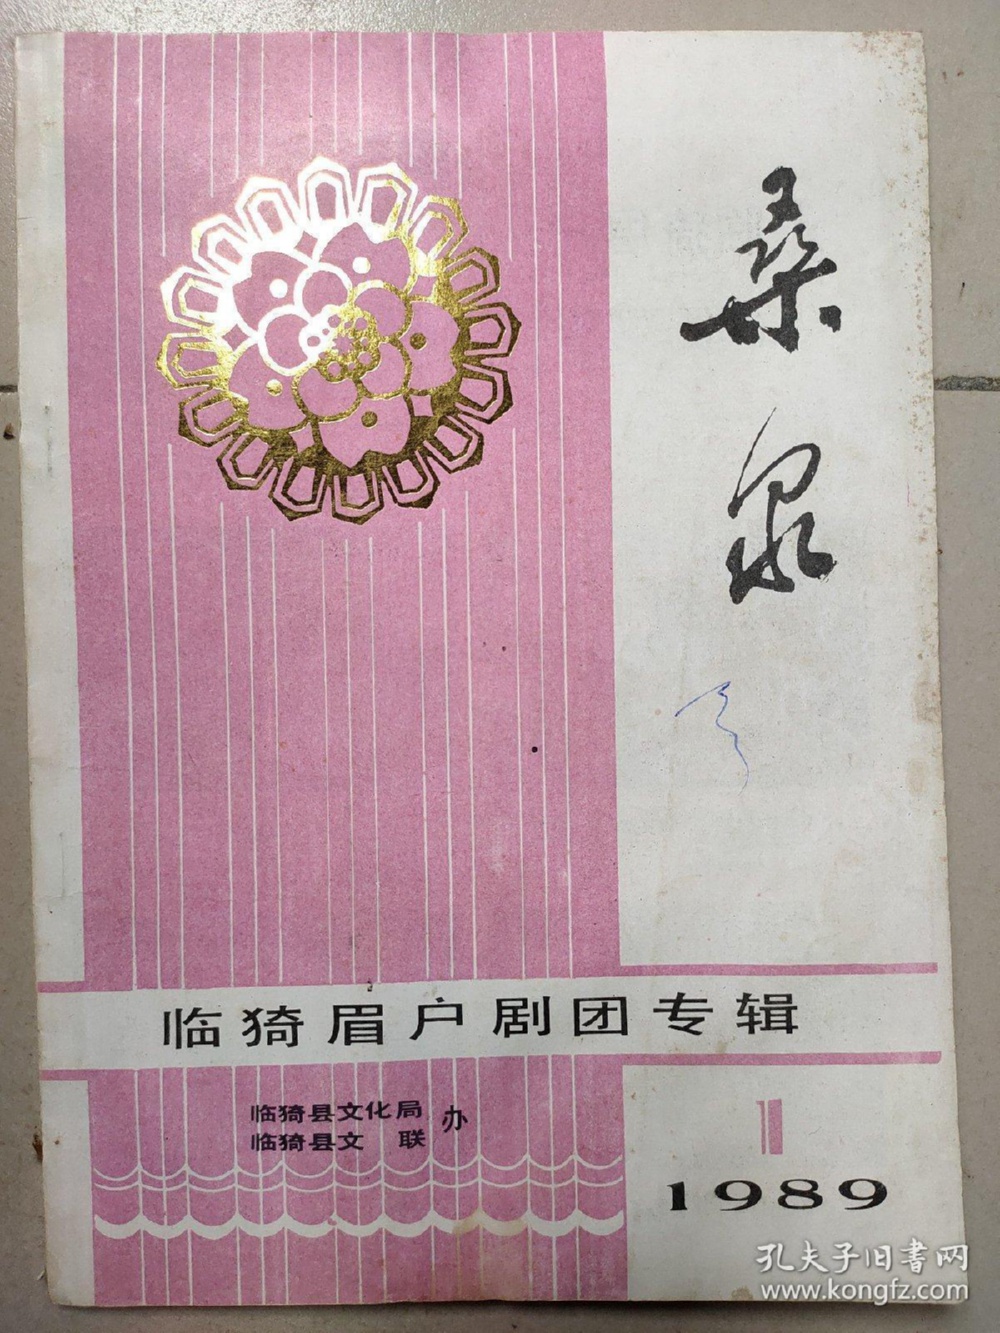 桑泉
临猗眉户剧团专辑
临猗县文化局
临猗县文 联
办
1
1989
孔夫子旧書网
www.kongfz.com